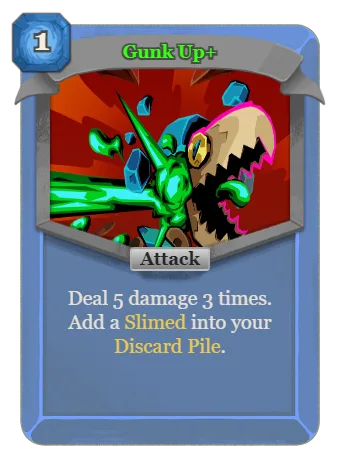 1
Gunk Up+
Attack
Deal 5 damage 3 times.
Add a Slimed into your
Discard Pile.